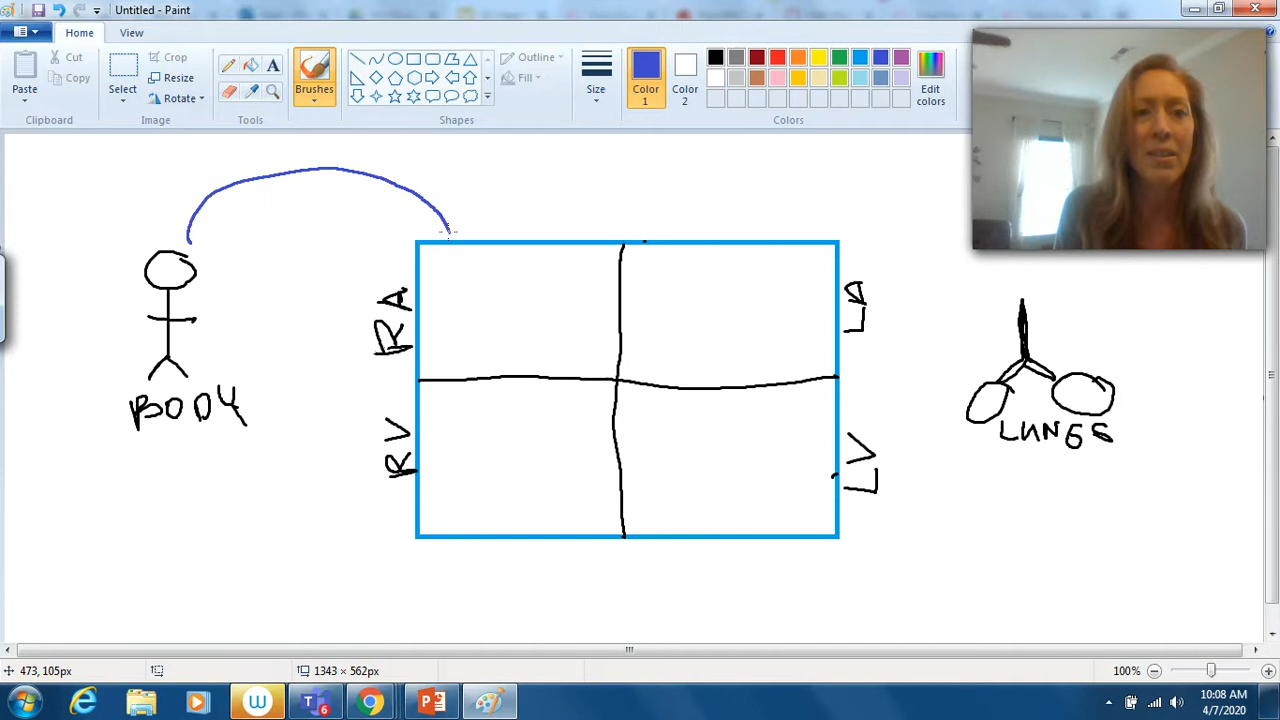 Untitled - Paint
Home View
Paste
Cut
Copy
Clipboard
Select
Crop
Resize
Rotate
Image
A
Tools
Brushes
Outline
Fill
Shapes
Size
Color 1
Color 2
Edit colors
Colors
RA
LA
BODY
RV
LV
LUNGS
473, 105px
1343 × 562px
100%
W
T
6
P
10:08 AM
4/7/2020